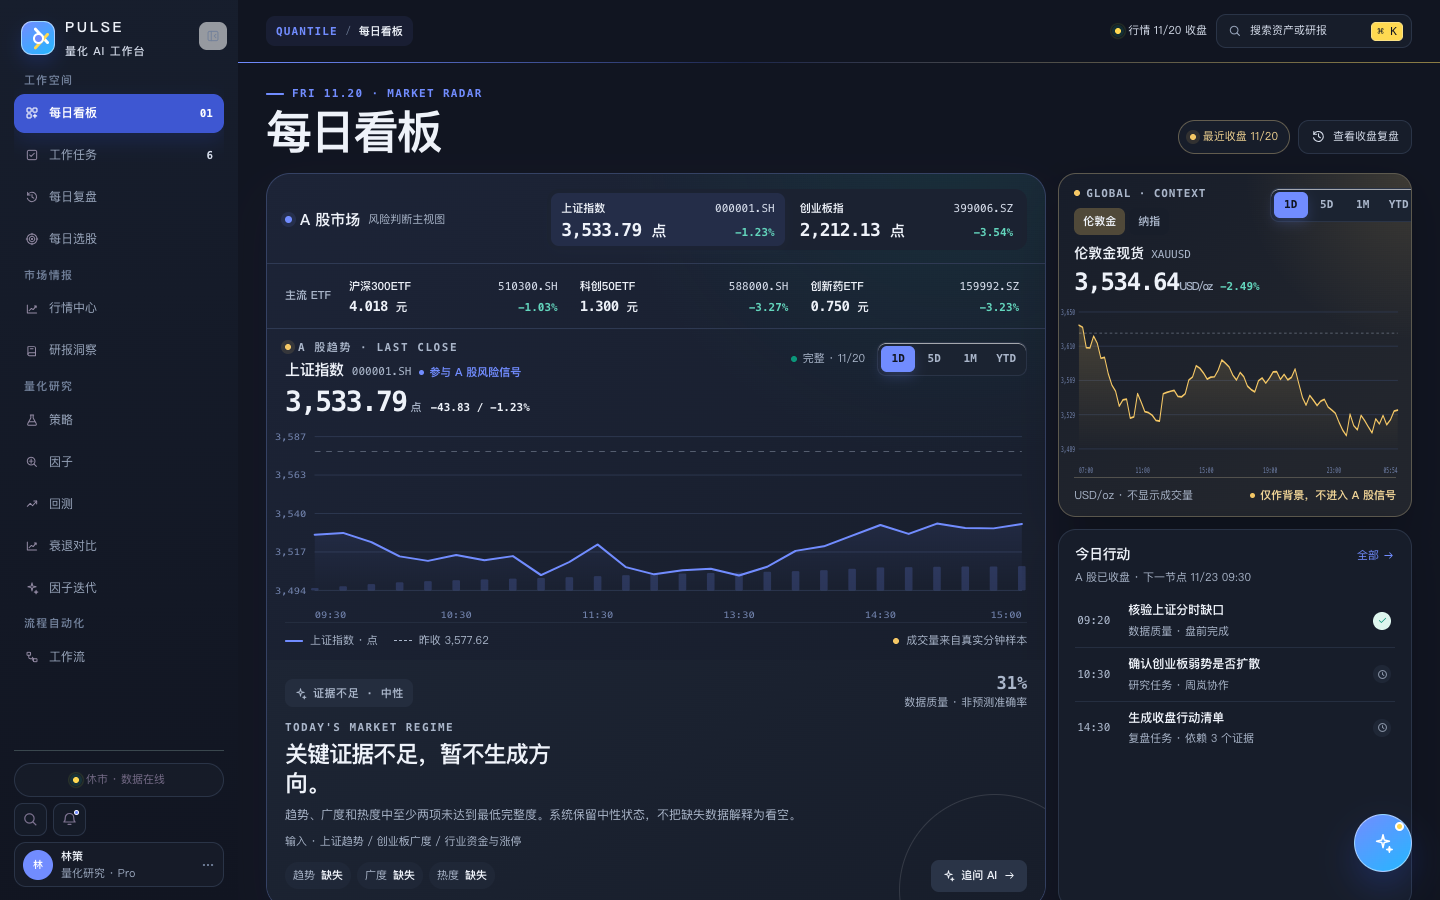 PULSE
量化 AI 工作台
工作空间
每日看板 01
工作任务 6
每日复盘
每日选股
市场情报
行情中心
研报洞察
量化研究
策略
因子
回测
衰退对比
因子迭代
流程自动化
工作流
休市 · 数据在线
林 林策
量化研究 · Pro
QUANTILE / 每日看板
行情 11/20 收盘
搜索资产或研报 ⌘ K
FRI 11.20 · MARKET RADAR
每日看板
最近收盘 11/20
查看收盘复盘
A 股市场 风险判断主视图
上证指数 000001.SH
3,533.79 点 −1.23%
创业板指 399006.SZ
2,212.13 点 −3.54%
主流 ETF
沪深300ETF 510300.SH
4.018 元 −1.03%
科创50ETF 588000.SH
1.300 元 −3.27%
创新药ETF 159992.SZ
0.750 元 −3.23%
A 股趋势 · LAST CLOSE
上证指数 000001.SH 参与 A 股风险信号
3,533.79 点 −43.83 / −1.23%
完整 · 11/20
1D 5D 1M YTD
3,587
3,563
3,540
3,517
3,494
09:30 10:30 11:30 13:30 14:30 15:00
上证指数 · 点 昨收 3,577.62
成交量来自真实分钟样本
证据不足 · 中性
31%
数据质量 · 非预测准确率
TODAY'S MARKET REGIME
关键证据不足，暂不生成方
向。
趋势、广度和热度中至少两项未达到最低完整度。系统保留中性状态，不把缺失数据解释为看空。
输入 · 上证趋势 / 创业板广度 / 行业资金与涨停
趋势 缺失 广度 缺失 热度 缺失
追问 AI →
GLOBAL · CONTEXT
1D 5D 1M YTD
伦敦金 纳指
伦敦金现货 XAUUSD
3,534.64 USD/oz −2.49%
3,650
3,610
3,569
3,529
3,489
07:00 11:00 15:00 19:00 23:00 05:54
USD/oz · 不显示成交量
仅作背景，不进入 A 股信号
今日行动 全部 →
A 股已收盘 · 下一节点 11/23 09:30
09:20 核验上证分时缺口
数据质量 · 盘前完成
10:30 确认创业板弱势是否扩散
研究任务 · 周岚协作
14:30 生成收盘行动清单
复盘任务 · 依赖 3 个证据